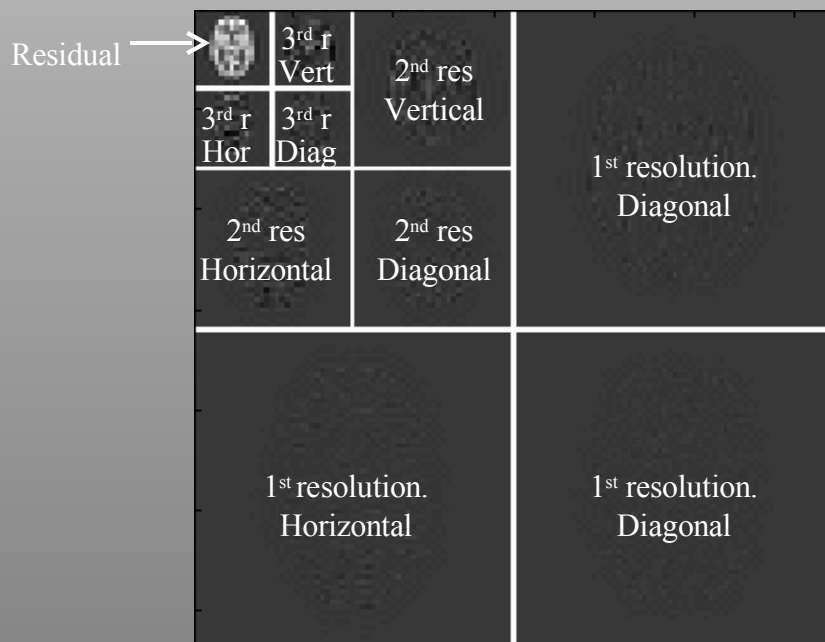 Residual
3rd r
Vert
3rd r
Hor
3rd r
Diag
2nd res
Vertical
2nd res
Horizontal
2nd res
Diagonal
1st resolution.
Diagonal
1st resolution.
Horizontal
1st resolution.
Diagonal